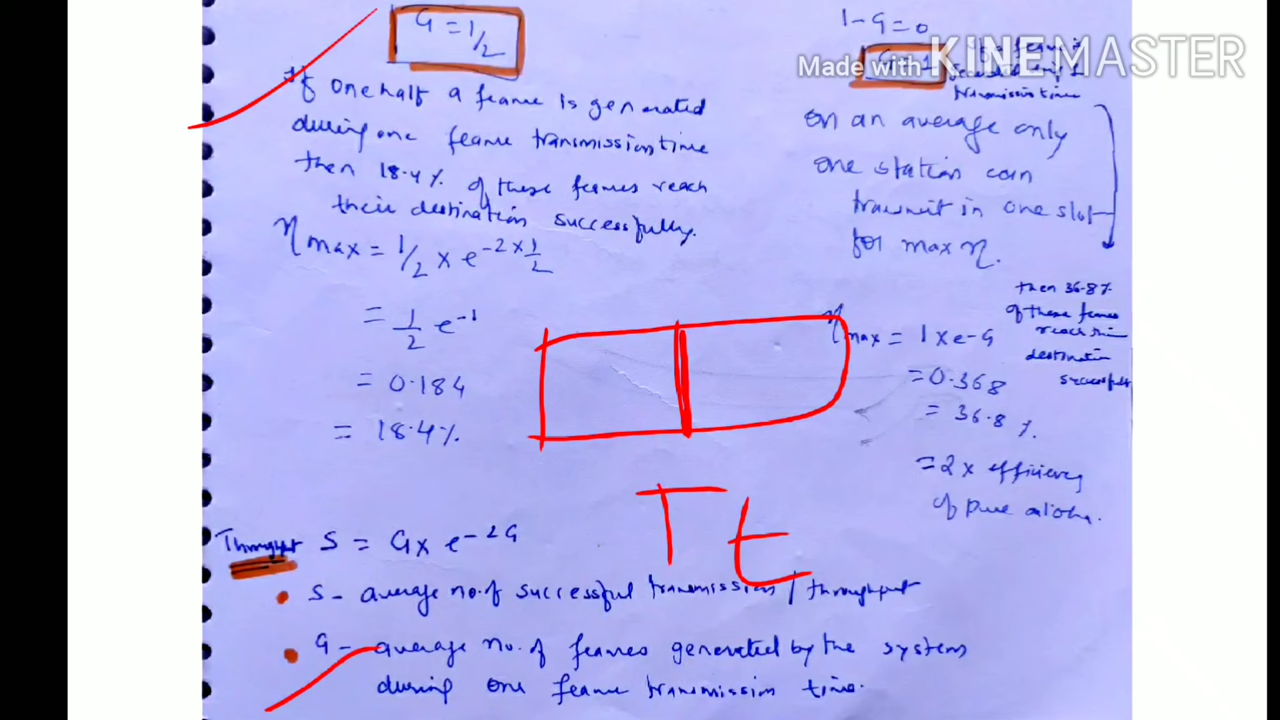 G = 1/2
If one half a frame is generated
during one frame transmission time
then 18.4% of these frames reach
their destination successfully.
η max = 1/2 × e^-2×1/2
= 1/2 e^-1
= 0.184
= 18.4%
1-G=0
Made with KINEMASTER
transmission time
on an average only
one station can
transmit in one slot
for max η.
then 36.8%
of these frames
reach
destination
η max = 1 × e-G
= 0.368
= 36.8 %.
= 2 × efficiency
of pure aloha.
Tt
Throughput S = G × e^-2G
S - average no. of successful transmission / throughput
G - average no. of frames generated by the system
during one frame transmission time.